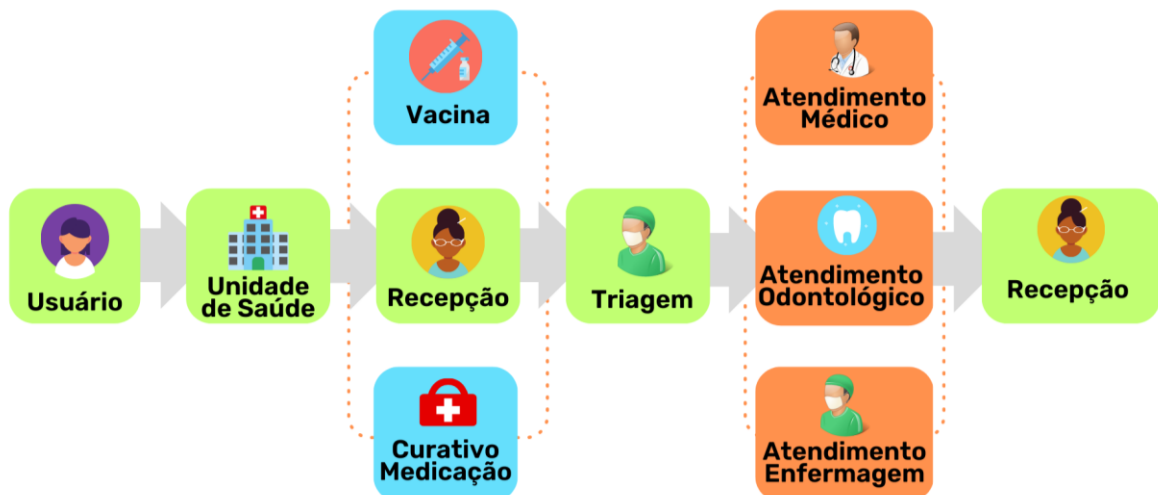 Vacina
Atendimento
Médico
Usuário
Unidade
de Saúde
Recepção
Triagem
Atendimento
Odontológico
Recepção
Curativo
Medicação
Atendimento
Enfermagem